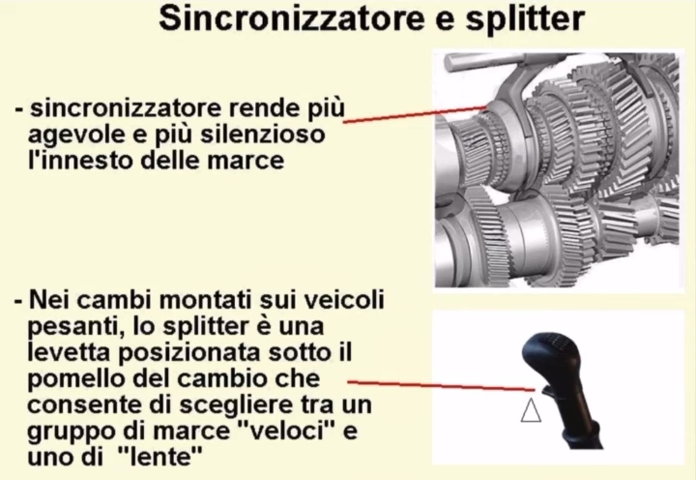 Sincronizzatore e splitter
- sincronizzatore rende più
agevole e più silenzioso
l'innesto delle marce
- Nei cambi montati sui veicoli
pesanti, lo splitter è una
levetta posizionata sotto il
pomello del cambio che
consente di scegliere tra un
gruppo di marce "veloci" e
uno di "lente"